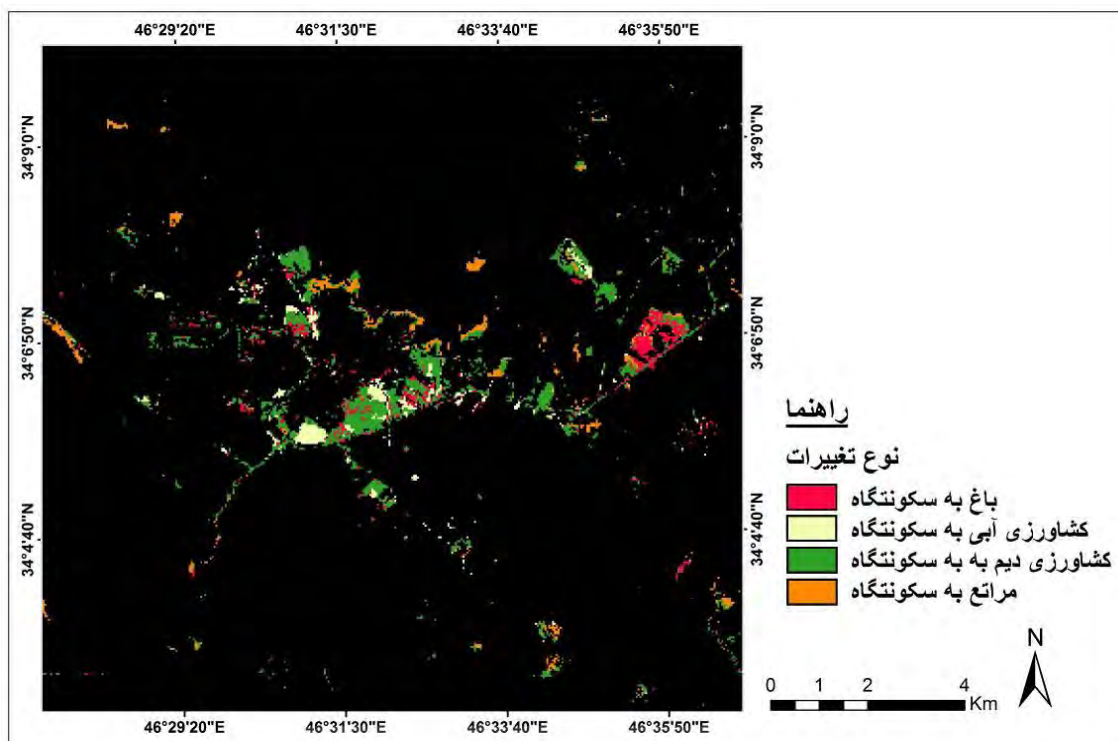 46°29'20"E 46°31'30"E 46°33'40"E 46°35'50"E
34°9'0"N 34°9'0"N
34°6'50"N 34°6'50"N
34°4'40"N 34°4'40"N
راهنما
نوع تغییرات
باغ به سکونتگاه
کشاورزی آبی به سکونتگاه
کشاورزی دیم به به سکونتگاه
مراتع به سکونتگاه
N
0 1 2 4
Km
46°29'20"E 46°31'30"E 46°33'40"E 46°35'50"E